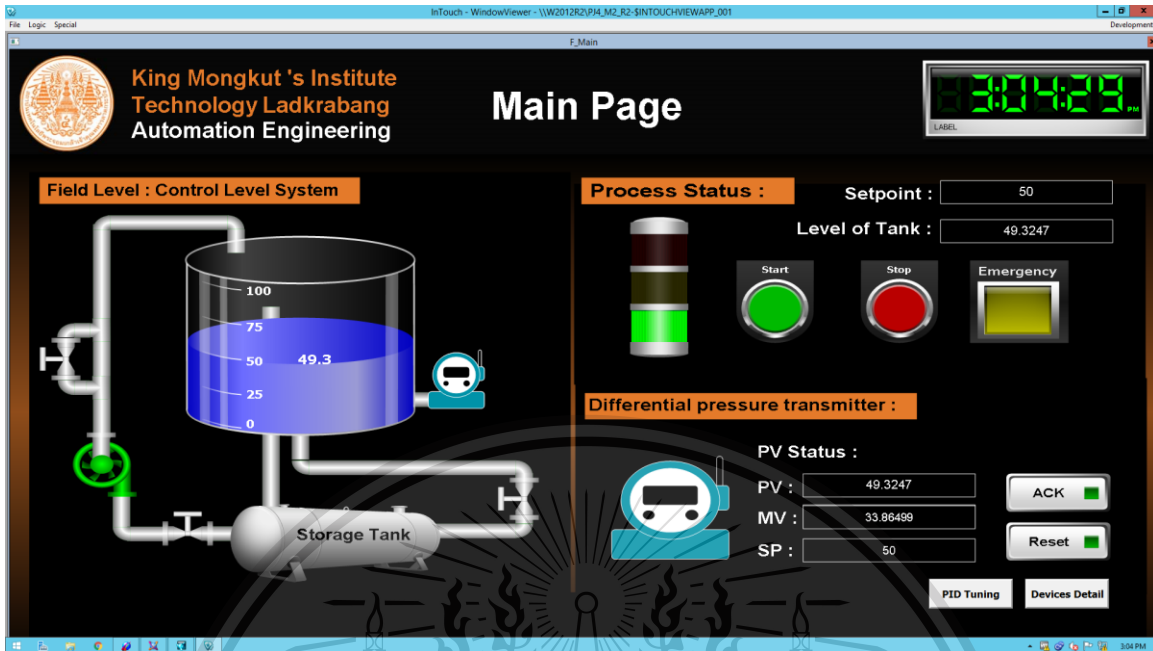 InTouch - WindowViewer - \\W2012R2\PJ4_M2_R2-$INTOUCHVIEWAPP_001
File Logic Special
Development
F_Main
King Mongkut 's Institute
Technology Ladkrabang
Automation Engineering
Main Page
3:04:29 PM
LABEL
Field Level : Control Level System
100
75
50
49.3
25
0
Storage Tank
Process Status :
Setpoint :
50
Level of Tank :
49.3247
Start
Stop
Emergency
Differential pressure transmitter :
PV Status :
PV :
49.3247
MV :
33.86499
SP :
50
ACK
Reset
PID Tuning
Devices Detail
3:04 PM